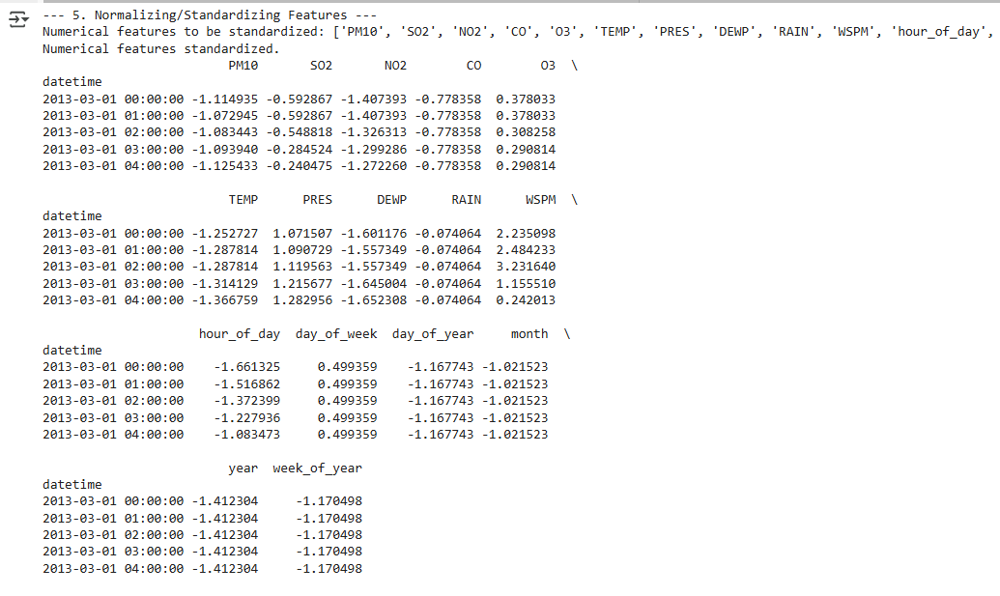 --- 5. Normalizing/Standardizing Features ---
Numerical features to be standardized: ['PM10', 'SO2', 'NO2', 'CO', 'O3', 'TEMP', 'PRES', 'DEWP', 'RAIN', 'WSPM', 'hour_of_day',
Numerical features standardized.
PM10 SO2 NO2 CO O3 \
datetime
2013-03-01 00:00:00 -1.114935 -0.592867 -1.407393 -0.778358 0.378033
2013-03-01 01:00:00 -1.072945 -0.592867 -1.407393 -0.778358 0.378033
2013-03-01 02:00:00 -1.083443 -0.548818 -1.326313 -0.778358 0.308258
2013-03-01 03:00:00 -1.093940 -0.284524 -1.299286 -0.778358 0.290814
2013-03-01 04:00:00 -1.125433 -0.240475 -1.272260 -0.778358 0.290814
TEMP PRES DEWP RAIN WSPM \
datetime
2013-03-01 00:00:00 -1.252727 1.071507 -1.601176 -0.074064 2.235098
2013-03-01 01:00:00 -1.287814 1.090729 -1.557349 -0.074064 2.484233
2013-03-01 02:00:00 -1.287814 1.119563 -1.557349 -0.074064 3.231640
2013-03-01 03:00:00 -1.314129 1.215677 -1.645004 -0.074064 1.155510
2013-03-01 04:00:00 -1.366759 1.282956 -1.652308 -0.074064 0.242013
hour_of_day day_of_week day_of_year month \
datetime
2013-03-01 00:00:00 -1.661325 0.499359 -1.167743 -1.021523
2013-03-01 01:00:00 -1.516862 0.499359 -1.167743 -1.021523
2013-03-01 02:00:00 -1.372399 0.499359 -1.167743 -1.021523
2013-03-01 03:00:00 -1.227936 0.499359 -1.167743 -1.021523
2013-03-01 04:00:00 -1.083473 0.499359 -1.167743 -1.021523
year week_of_year
datetime
2013-03-01 00:00:00 -1.412304 -1.170498
2013-03-01 01:00:00 -1.412304 -1.170498
2013-03-01 02:00:00 -1.412304 -1.170498
2013-03-01 03:00:00 -1.412304 -1.170498
2013-03-01 04:00:00 -1.412304 -1.170498